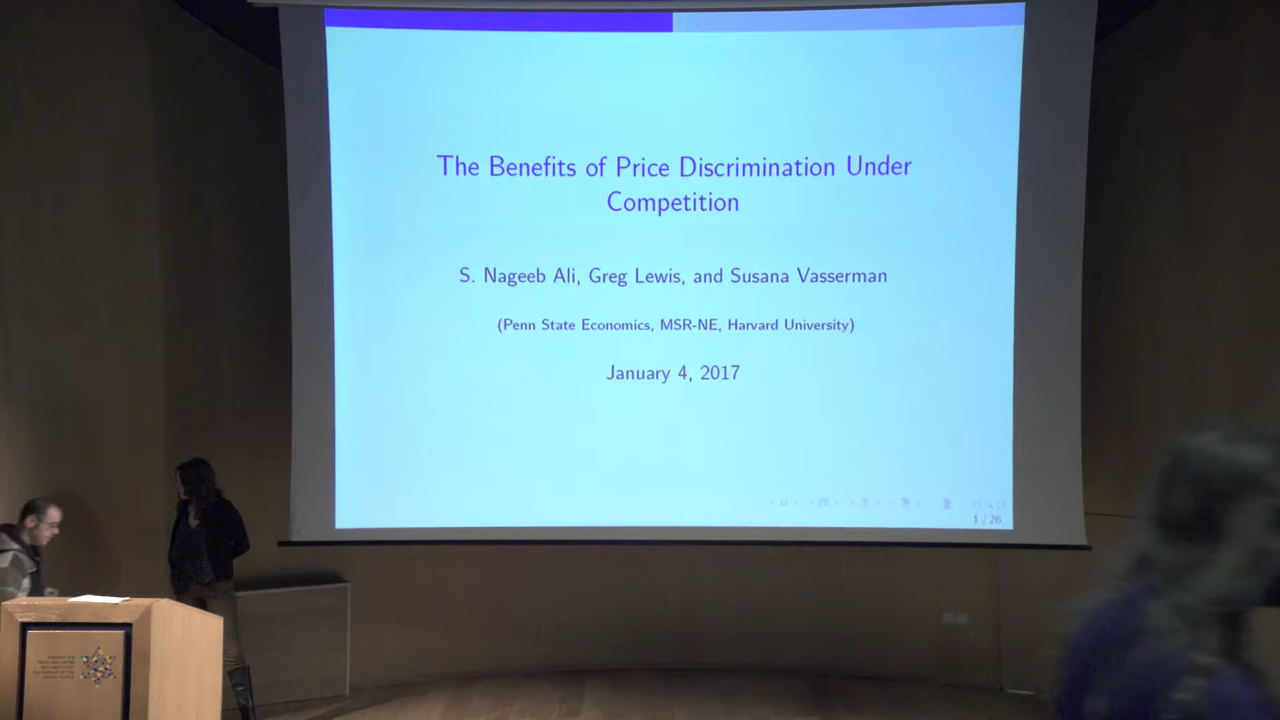 The Benefits of Price Discrimination Under
Competition
S. Nageeb Ali, Greg Lewis, and Susana Vasserman
(Penn State Economics, MSR-NE, Harvard University)
January 4, 2017
1 / 26